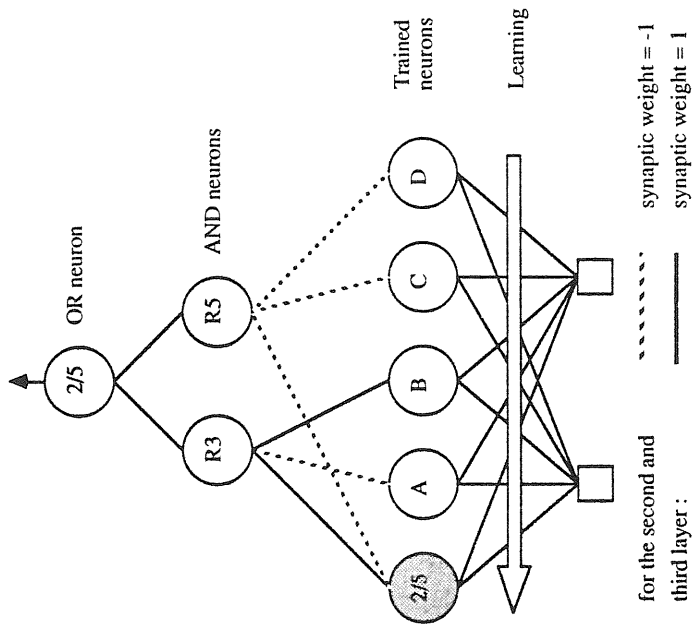 OR neuron
2/5
AND neurons
R3
R5
Trained
neurons
2/5
A
B
C
D
Learning
for the second and
third layer :
synaptic weight = -1
synaptic weight = 1